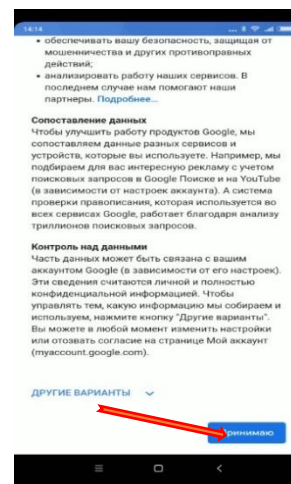 14:14
• обеспечивать вашу безопасность, защищая от
мошенничества и других противоправных
действий;
• анализировать работу наших сервисов. В
последнем случае нам помогают наши
партнеры. Подробнее...
Сопоставление данных
Чтобы улучшить работу продуктов Google, мы
сопоставляем данные разных сервисов и
устройств, которые вы используете. Например, мы
подбираем для вас интересную рекламу с учетом
поисковых запросов в Google Поиске и на YouTube
(в зависимости от настроек аккаунта). А система
проверки правописания, которая используется во
всех сервисах Google, работает благодаря анализу
триллионов поисковых запросов.
Контроль над данными
Часть данных может быть связана с вашим
аккаунтом Google (в зависимости от его настроек).
Эти сведения считаются личной и полностью
конфиденциальной информацией. Чтобы
управлять тем, какую информацию мы собираем и
используем, нажмите кнопку "Другие варианты".
Вы можете в любой момент изменить настройки
или отозвать согласие на странице Мой аккаунт
(myaccount.google.com).
ДРУГИЕ ВАРИАНТЫ
Принимаю